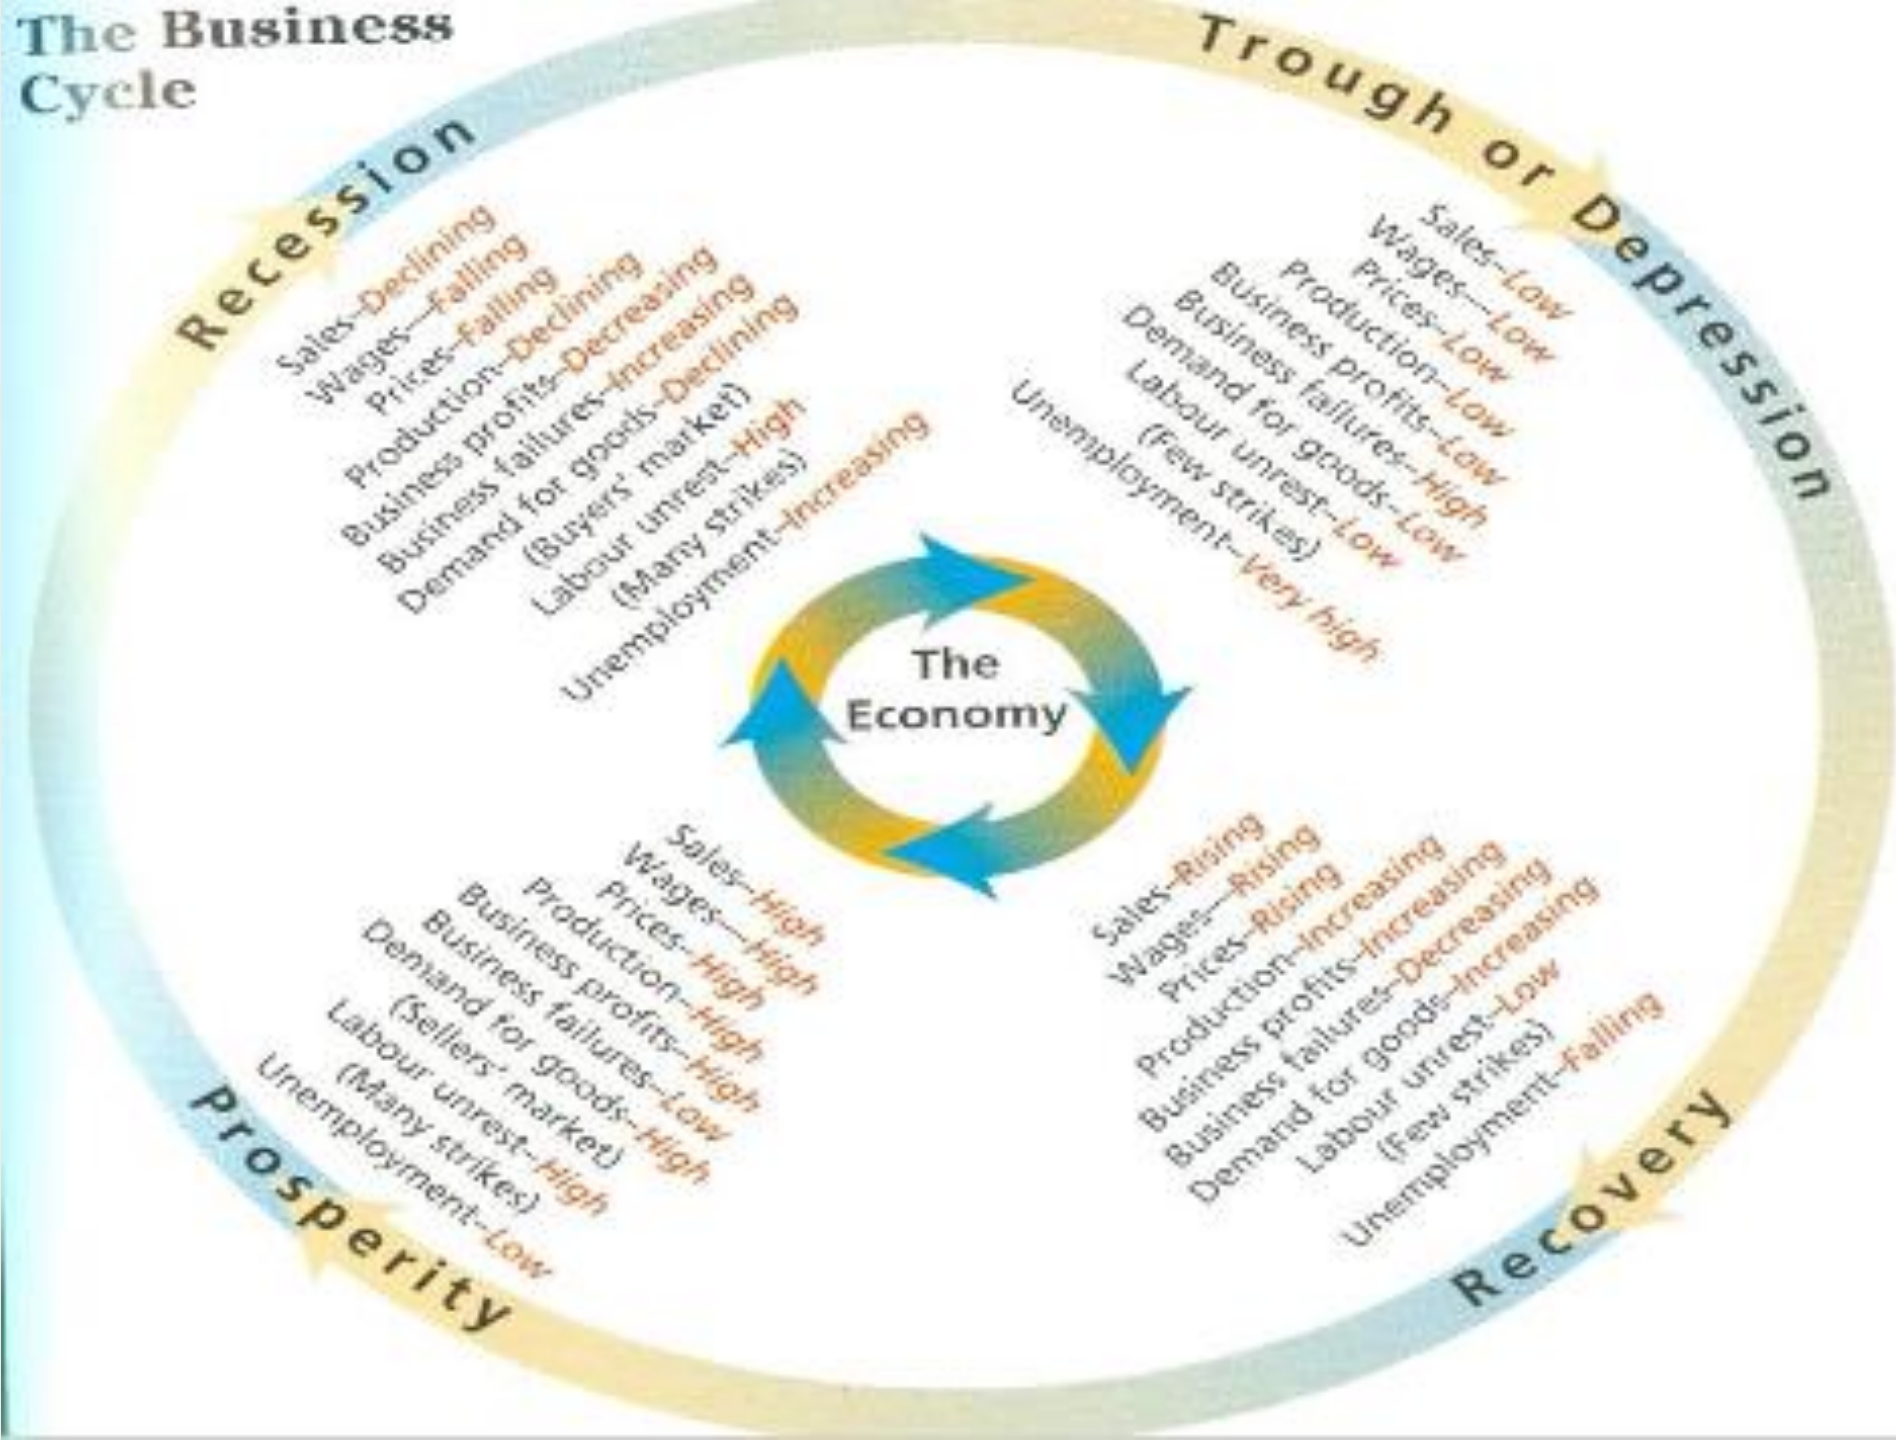 The Business
Cycle
Recession
Sales–Declining
Wages—Falling
Prices–Falling
Production–Declining
Business profits–Decreasing
Business failures–Increasing
Demand for goods–Declining
(Buyers' market)
Labour unrest–High
(Many strikes)
Unemployment–Increasing
Trough or Depression
Sales–Low
Wages—Low
Prices–Low
Production–Low
Business profits–Low
Business failures–High
Demand for goods–Low
Labour unrest–Low
(Few strikes)
Unemployment–Very high
The
Economy
Prosperity
Sales–High
Wages—High
Prices–High
Production–High
Business profits–High
Business failures–Low
Demand for goods–High
(Sellers' market)
Labour unrest–High
(Many strikes)
Unemployment–Low
Recovery
Sales–Rising
Wages—Rising
Prices–Rising
Production–Increasing
Business profits–Increasing
Business failures–Decreasing
Demand for goods–Increasing
Labour unrest–Low
(Few strikes)
Unemployment–Falling